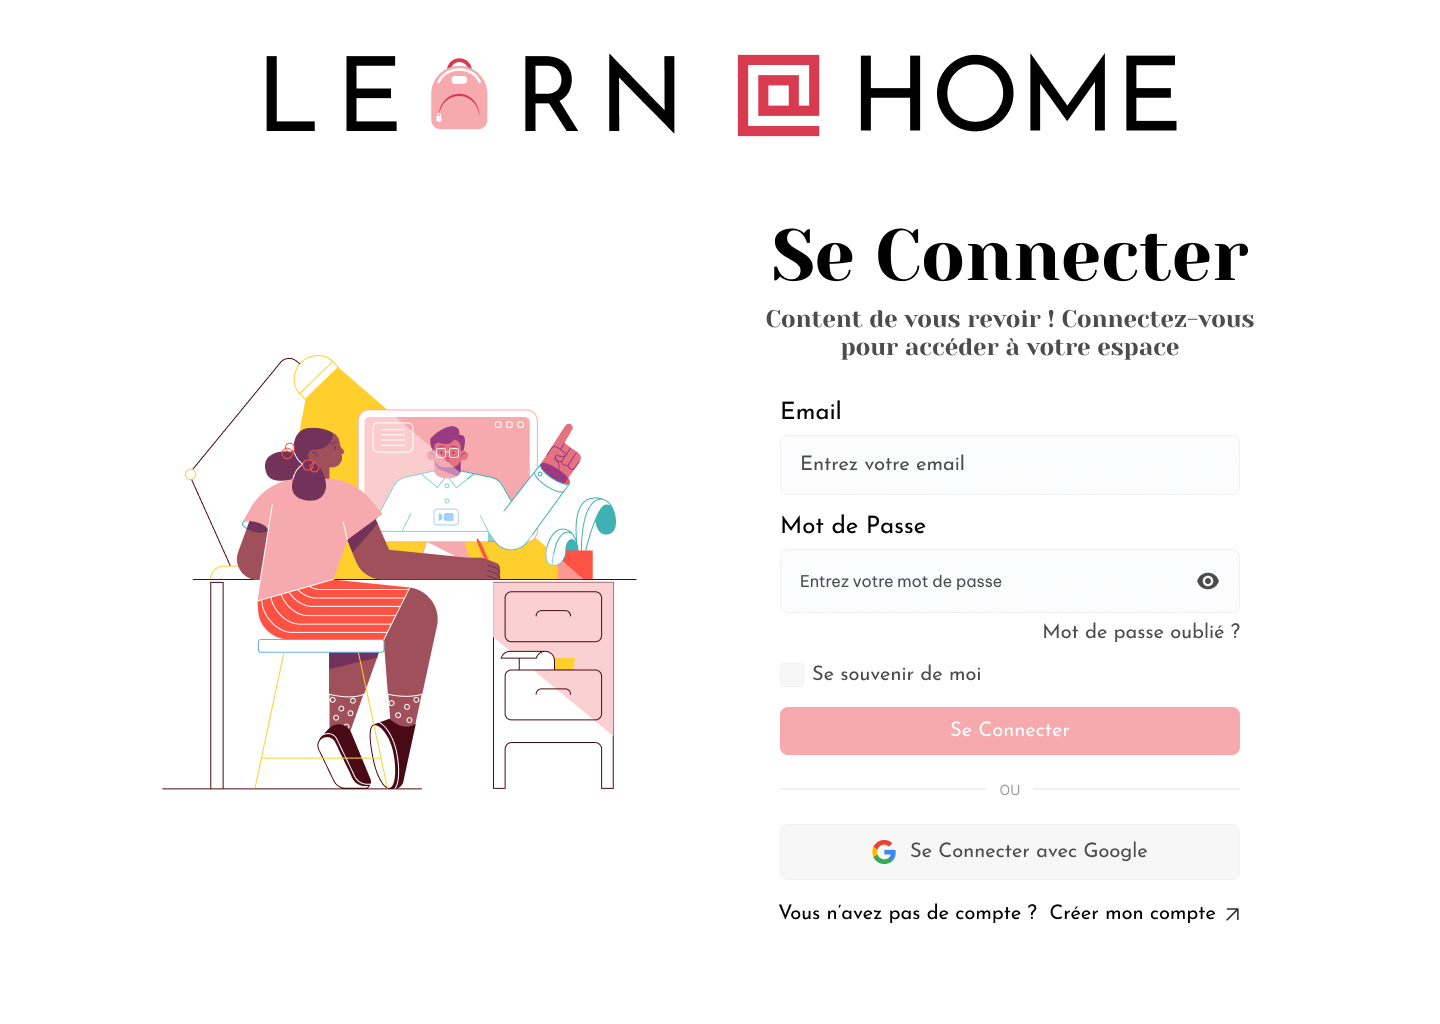 LEARN @ HOME
Se Connecter
Content de vous revoir ! Connectez-vous
pour accéder à votre espace
Email
Entrez votre email
Mot de Passe
Entrez votre mot de passe
Mot de passe oublié ?
Se souvenir de moi
Se Connecter
OU
Se Connecter avec Google
Vous n’avez pas de compte ? Créer mon compte